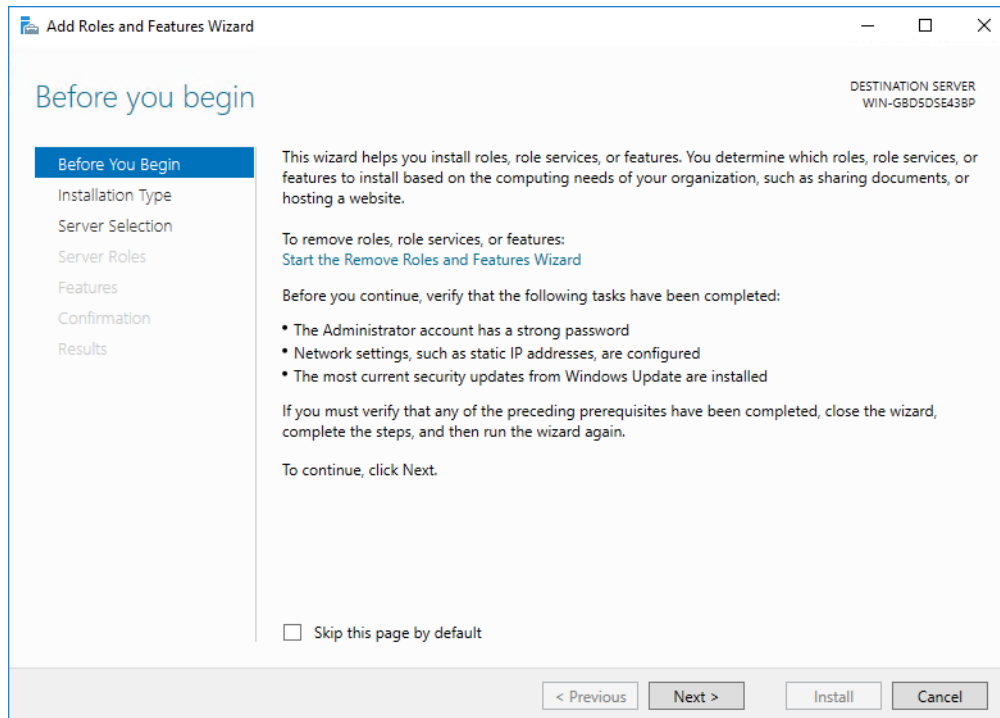 Add Roles and Features Wizard
Before you begin
DESTINATION SERVER
WIN-GBD5DSE43BP
Before You Begin
Installation Type
Server Selection
Server Roles
Features
Confirmation
Results
This wizard helps you install roles, role services, or features. You determine which roles, role services, or
features to install based on the computing needs of your organization, such as sharing documents, or
hosting a website.
To remove roles, role services, or features:
Start the Remove Roles and Features Wizard
Before you continue, verify that the following tasks have been completed:
• The Administrator account has a strong password
• Network settings, such as static IP addresses, are configured
• The most current security updates from Windows Update are installed
If you must verify that any of the preceding prerequisites have been completed, close the wizard,
complete the steps, and then run the wizard again.
To continue, click Next.
Skip this page by default
< Previous
Next >
Install
Cancel